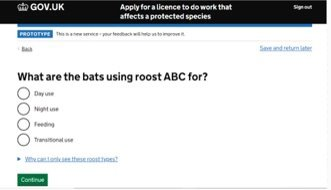 GOV.UK
Apply for a licence to do work that
affects a protected species
Sign out
PROTOTYPE This is a new service - your feedback will help us to improve it.
Back
Save and return later
What are the bats using roost ABC for?
Day use
Night use
Feeding
Transitional use
Why can I only see these roost types?
Continue